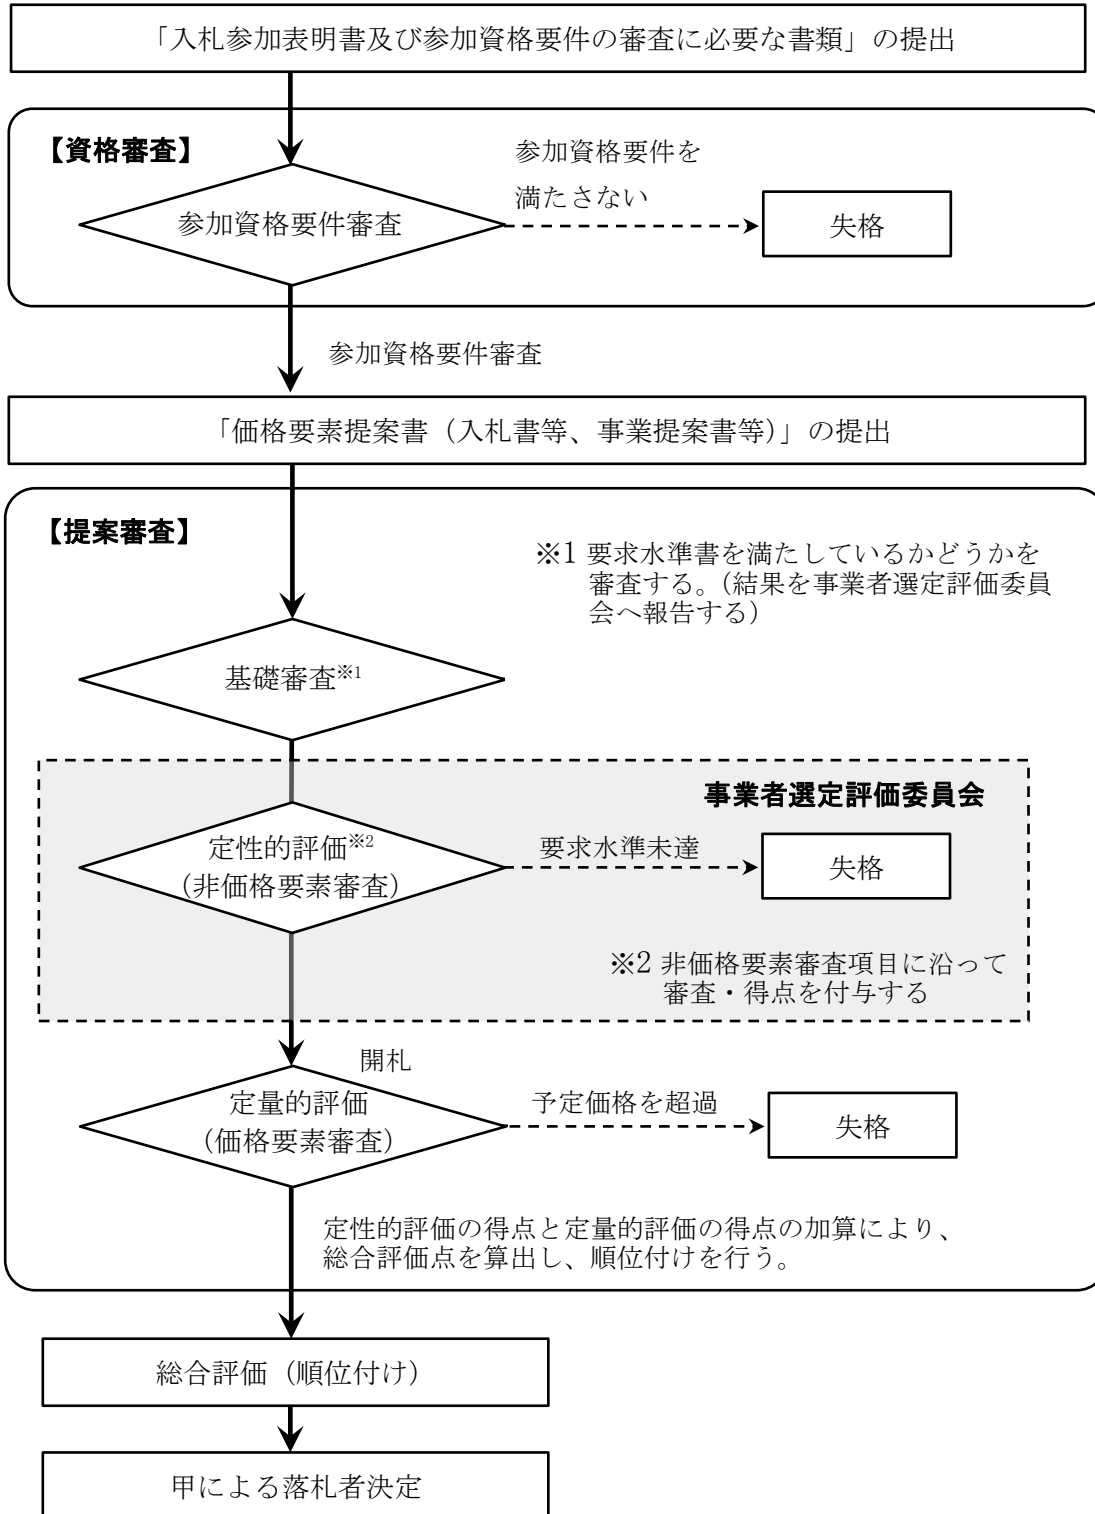 「入札参加表明書及び参加資格要件の審査に必要な書類」の提出
【資格審査】
参加資格要件を
満たさない
参加資格要件審査
失格
参加資格要件審査
「価格要素提案書（入札書等、事業提案書等）」の提出
【提案審査】
※1 要求水準書を満たしているかどうかを
審査する。（結果を事業者選定評価委員
会へ報告する）
基礎審査※1
事業者選定評価委員会
定性的評価※2
（非価格要素審査）
要求水準未達
失格
※2 非価格要素審査項目に沿って
審査・得点を付与する
開札
定量的評価
（価格要素審査）
予定価格を超過
失格
定性的評価の得点と定量的評価の得点の加算により、
総合評価点を算出し、順位付けを行う。
総合評価（順位付け）
甲による落札者決定